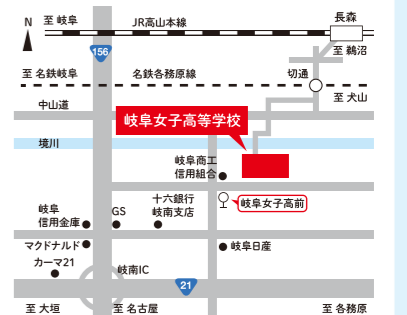 N
至 岐阜
JR高山本線
長森
156
至 鵜沼
至 名鉄岐阜
名鉄各務原線
切通
至 犬山
中山道
岐阜女子高等学校
境川
岐阜商工
信用組合
十六銀行
岐南支店
岐阜女子高前
岐阜
信用金庫
GS
マクドナルド
岐阜日産
カーマ21
岐南IC
21
至 大垣
至 名古屋
至 各務原